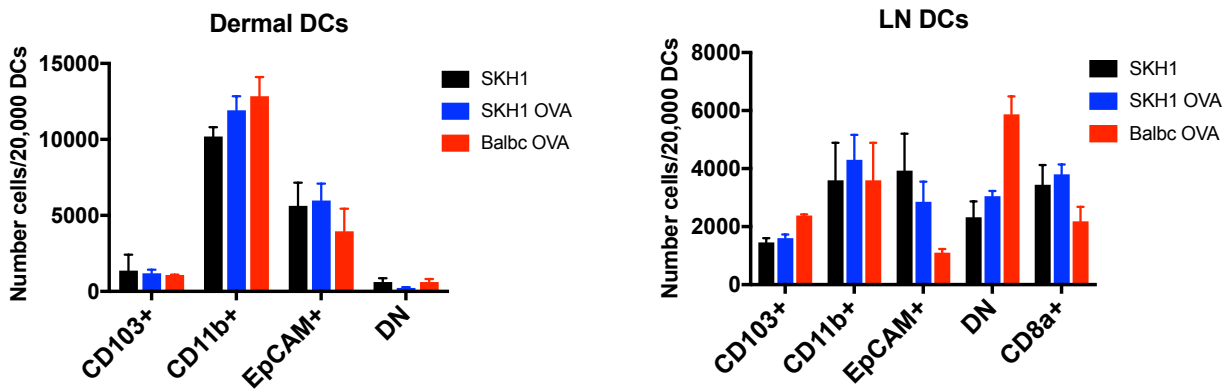 Dermal DCs
Number cells/20,000 DCs
15000
10000
5000
0
CD103+
CD11b+
EpCAM+
DN
SKH1
SKH1 OVA
Balbc OVA
LN DCs
Number cells/20,000 DCs
8000
6000
4000
2000
0
CD103+
CD11b+
EpCAM+
DN
CD8a+
SKH1
SKH1 OVA
Balbc OVA